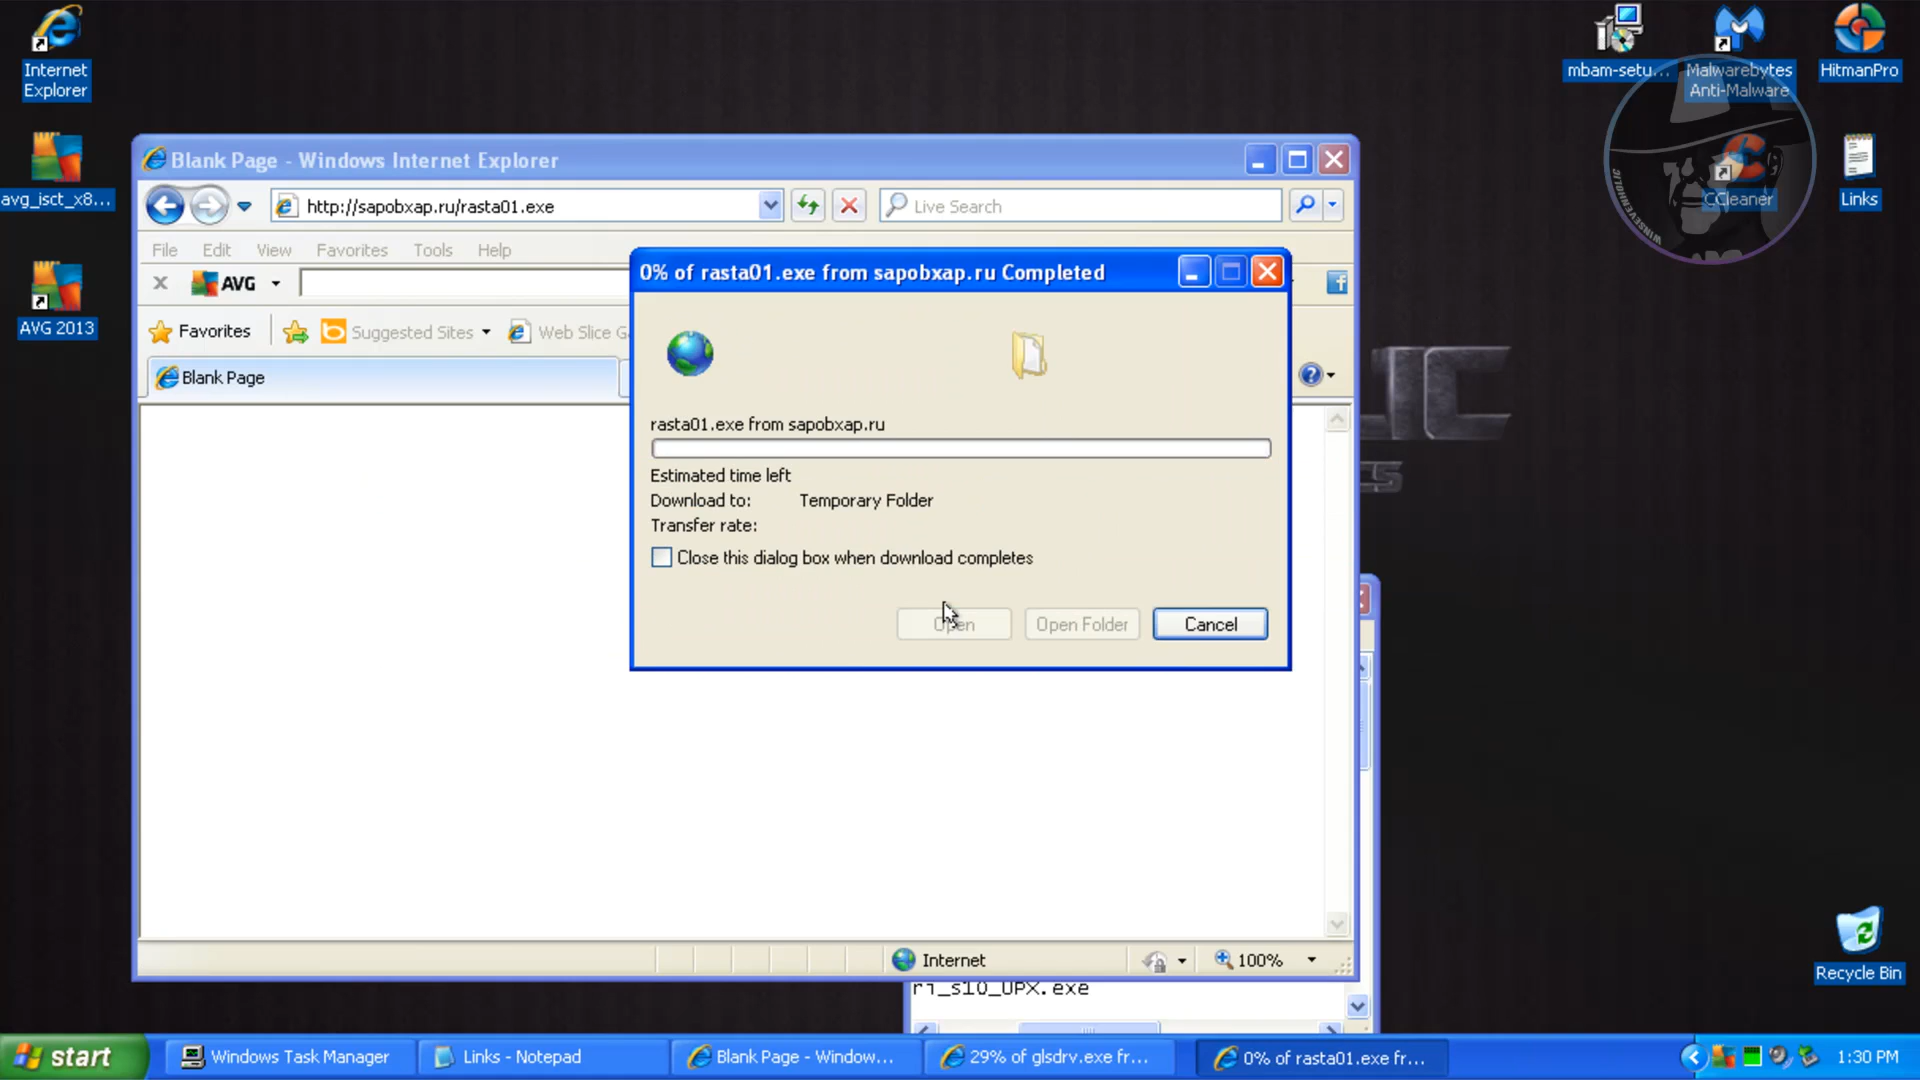 Internet
Explorer
avg_isct_x8...
AVG 2013
mbam-setu...
Malwarebytes
Anti-Malware
HitmanPro
CCleaner
Links
WINSEVENHOLIC
Blank Page - Windows Internet Explorer
http://sapobxap.ru/rasta01.exe
Live Search
File Edit View Favorites Tools Help
AVG
Favorites Suggested Sites Web Slice G
Blank Page
0% of rasta01.exe from sapobxap.ru Completed
rasta01.exe from sapobxap.ru
Estimated time left
Download to: Temporary Folder
Transfer rate:
Close this dialog box when download completes
Open Open Folder Cancel
Internet 100%
ri_s10_UPX.exe
Recycle Bin
start Windows Task Manager Links - Notepad Blank Page - Window... 29% of glsdrv.exe fr... 0% of rasta01.exe fr... 1:30 PM